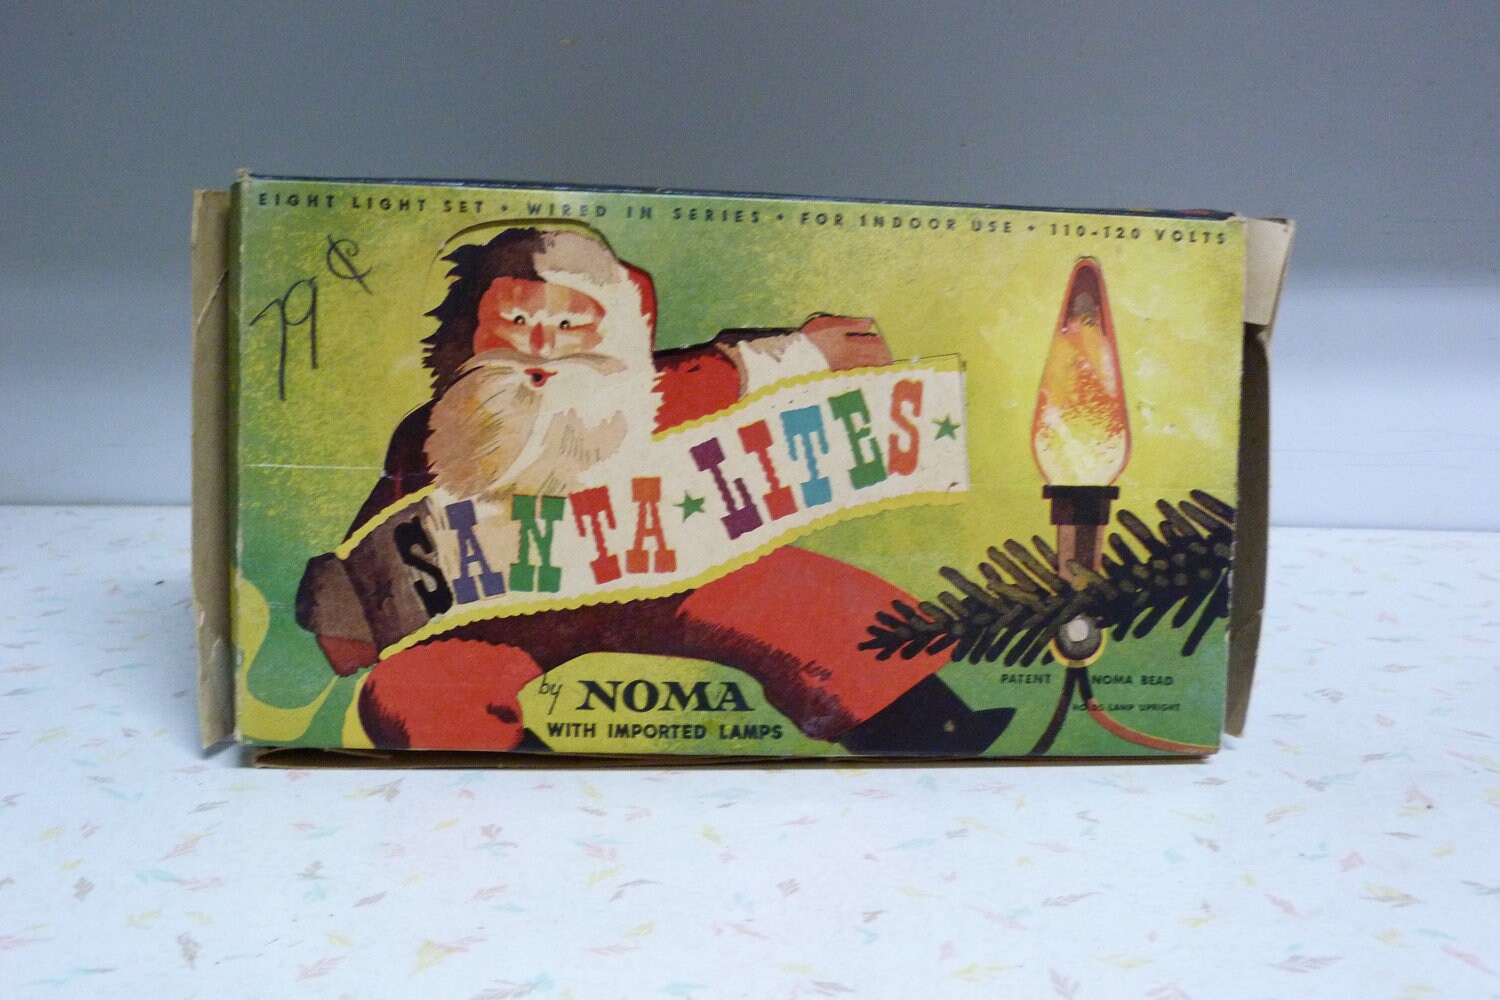 EIGHT LIGHT SET • WIRED IN SERIES • FOR INDOOR USE • 110-120 VOLTS
79¢
SANTA★LITES★
by NOMA
WITH IMPORTED LAMPS
PATENT NOMA BEAD
HOLDS LAMP UPRIGHT